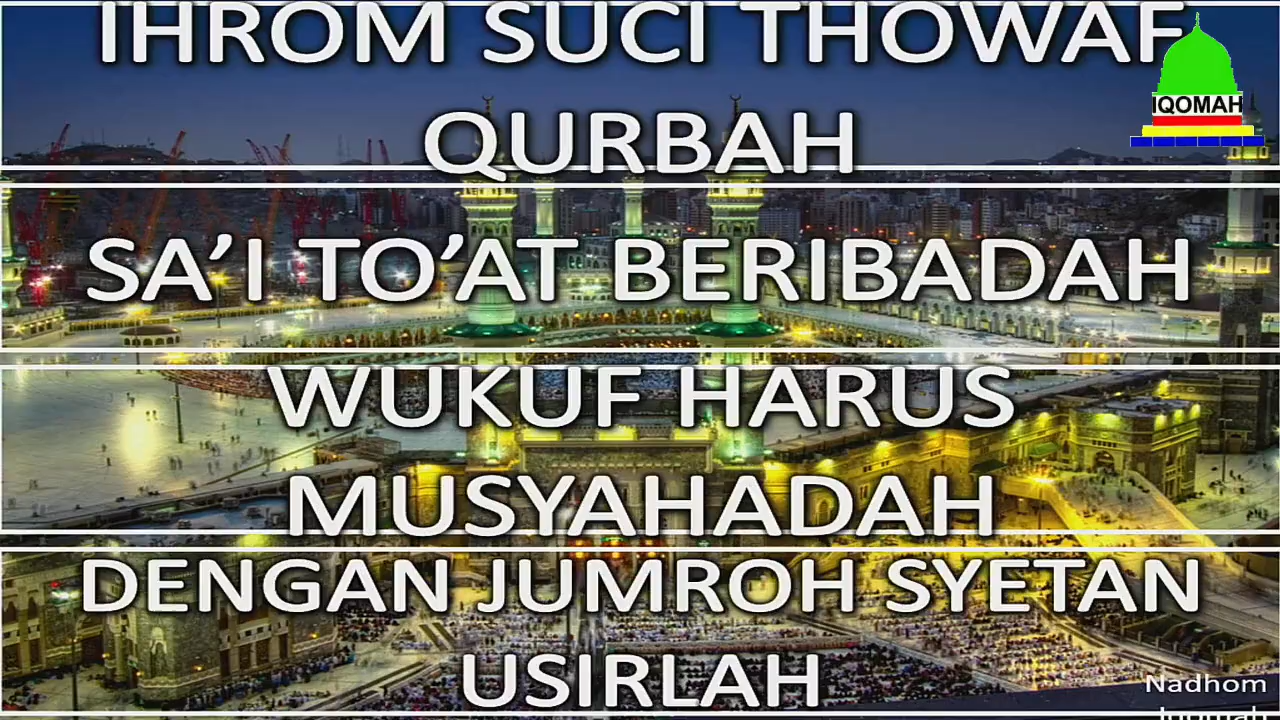 IHROM SUCI THOWAF
QURBAH
SA'I TO'AT BERIBADAH
WUKUF HARUS
MUSYAHADAH
DENGAN JUMROH SYETAN
USIRLAH
IQOMAH
Nadhom